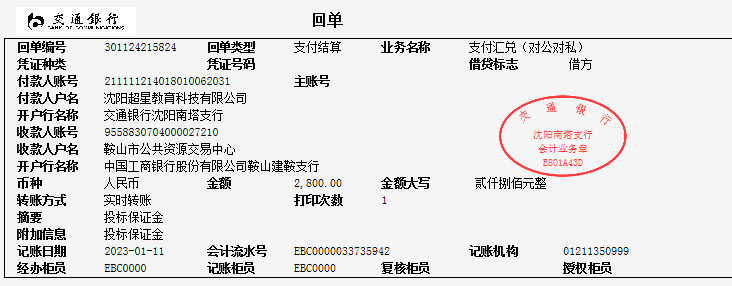 交通银行
BANK OF COMMUNICATIONS
回单
回单编号 301124215824 回单类型 支付结算 业务名称 支付汇兑（对公对私）
凭证种类 凭证号码 借贷标志 借方
付款人账号 211111214018010062031 主账号
付款人户名 沈阳超星教育科技有限公司
开户行名称 交通银行沈阳南塔支行
收款人账号 9558830704000027210
收款人户名 鞍山市公共资源交易中心
开户行名称 中国工商银行股份有限公司鞍山建鞍支行
币种 人民币 金额 2,800.00 金额大写 贰仟捌佰元整
转账方式 实时转账 打印次数 1
摘要 投标保证金
附加信息 投标保证金
记账日期 2023-01-11 会计流水号 EBC0000033735942 记账机构 01211350999
经办柜员 EBC0000 记账柜员 EBC0000 复核柜员 授权柜员
交通银行
沈阳南塔支行
会计业务章
E801A43D